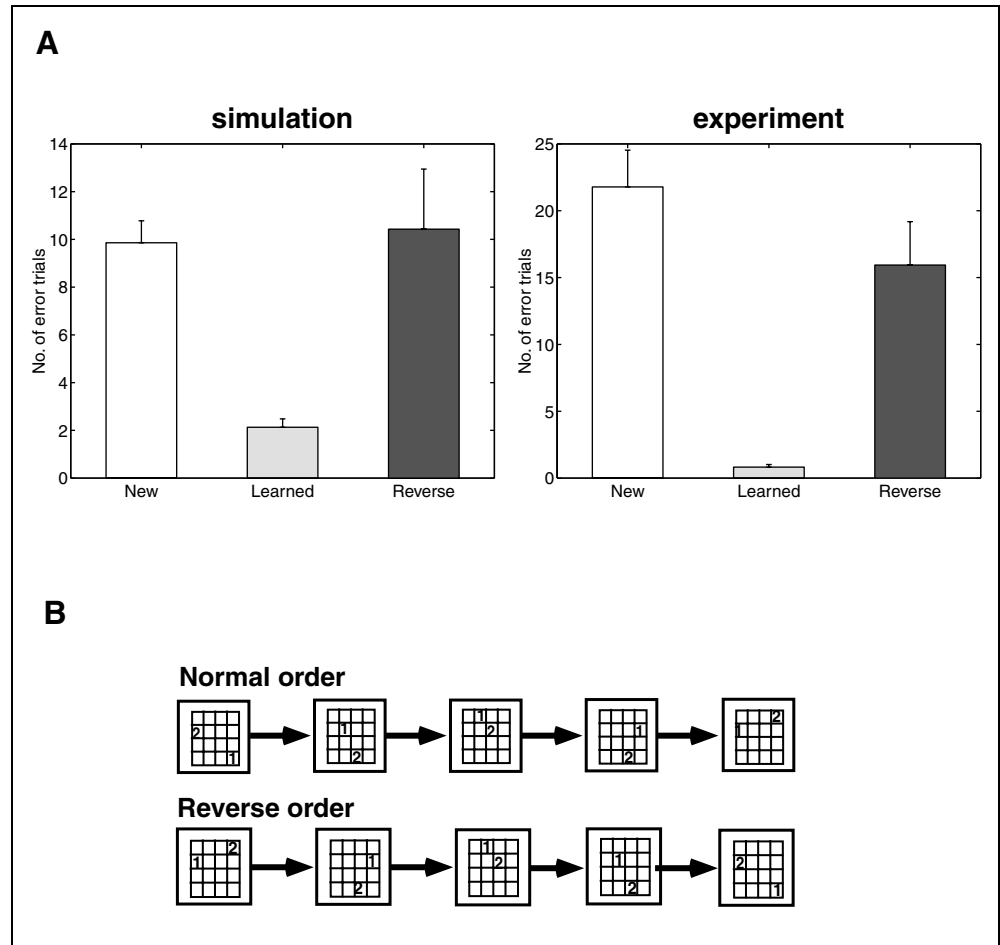 A
simulation
No. of error trials
14
12
10
8
6
4
2
0
New Learned Reverse
experiment
No. of error trials
25
20
15
10
5
0
New Learned Reverse
B
Normal order
2 1
1 2
1 2
1 2
2 1
Reverse order
2 1
1 2
1 2
1 2
2 1